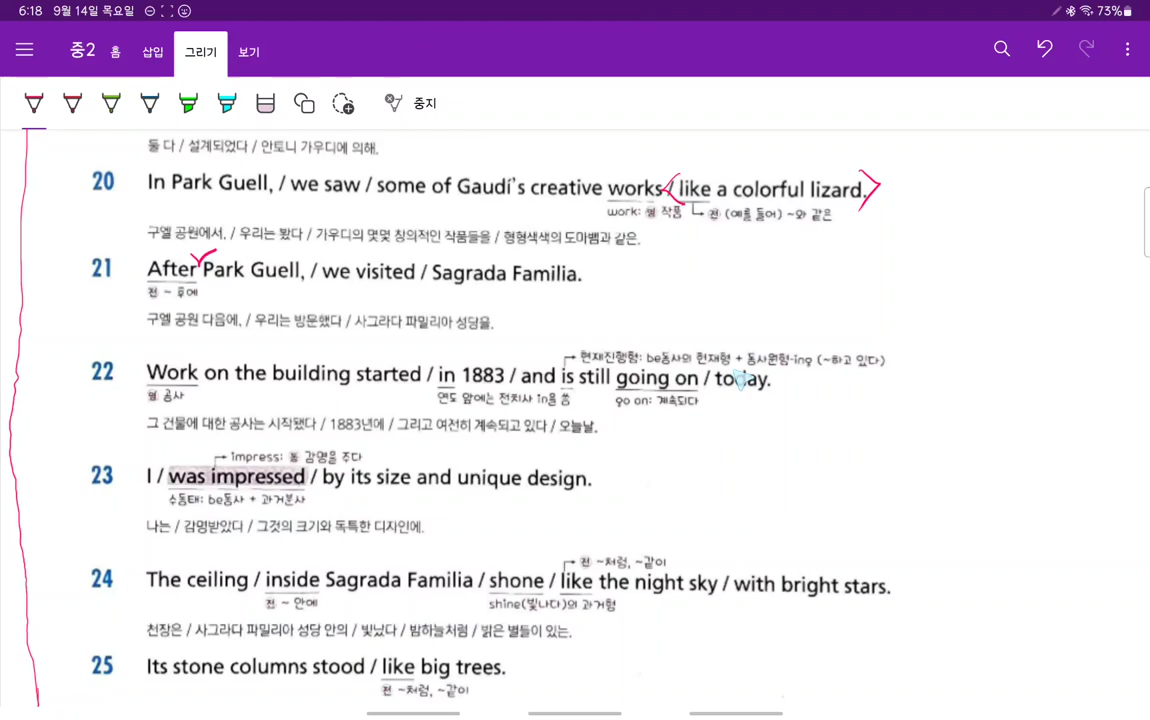 6:18 9월 14일 목요일 73%
중2 홈 삽입 그리기 보기
중지
둘 다 / 설계되었다 / 안토니 가우디에 의해.
20 In Park Guell, / we saw / some of Gaudí's creative works / like a colorful lizard.
work: 명 작품 전 (예를 들어) ~와 같은
구엘 공원에서, / 우리는 봤다 / 가우디의 몇몇 창의적인 작품들을 / 형형색색의 도마뱀과 같은.
21 After Park Guell, / we visited / Sagrada Familia.
전 ~ 후에
구엘 공원 다음에, / 우리는 방문했다 / 사그라다 파밀리아 성당을.
현재진행형: be동사의 현재형 + 동사원형-ing (~하고 있다)
22 Work on the building started / in 1883 / and is still going on / today.
명 공사 연도 앞에는 전치사 in을 씀 go on: 계속되다
그 건물에 대한 공사는 시작됐다 / 1883년에 / 그리고 여전히 계속되고 있다 / 오늘날.
impress: 동 감명을 주다
23 I / was impressed / by its size and unique design.
수동태: be동사 + 과거분사
나는 / 감명받았다 / 그것의 크기와 독특한 디자인에.
전 ~처럼, ~같이
24 The ceiling / inside Sagrada Familia / shone / like the night sky / with bright stars.
전 ~ 안에 shine(빛나다)의 과거형
천장은 / 사그라다 파밀리아 성당 안의 / 빛났다 / 밤하늘처럼 / 밝은 별들이 있는.
25 Its stone columns stood / like big trees.
전 ~처럼, ~같이